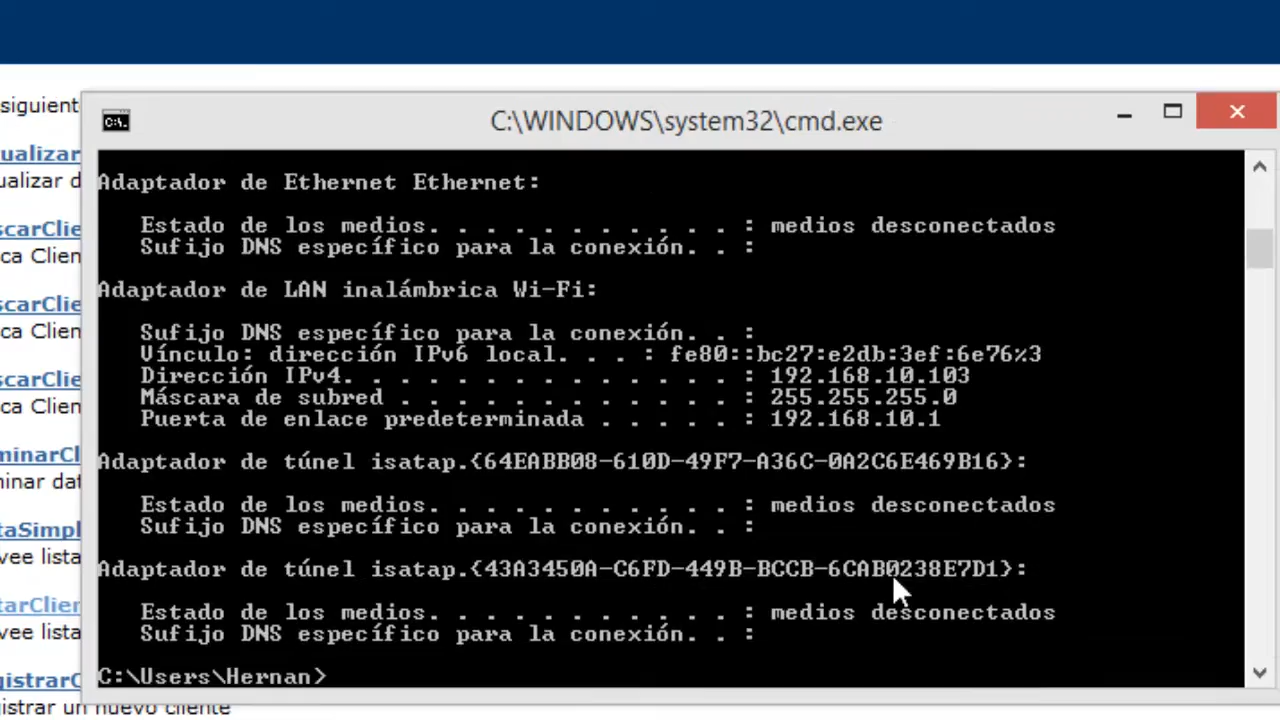 siguient
C:\WINDOWS\system32\cmd.exe
ualizar
ualizar d
scarClie
ca Clien
scarClie
ca Clien
scarClie
ca Clien
minarCl
minar dat
taSimpl
vee lista
tarClien
vee lista
gistrarC
gistrar un nuevo cliente
Adaptador de Ethernet Ethernet:
Estado de los medios. . . . . . . . . . . : medios desconectados
Sufijo DNS específico para la conexión. . :
Adaptador de LAN inalámbrica Wi-Fi:
Sufijo DNS específico para la conexión. . :
Vínculo: dirección IPv6 local. . . : fe80::bc27:e2db:3ef:6e76%3
Dirección IPv4. . . . . . . . . . . . . . : 192.168.10.103
Máscara de subred . . . . . . . . . . . . : 255.255.255.0
Puerta de enlace predeterminada . . . . . : 192.168.10.1
Adaptador de túnel isatap.{64EABB08-610D-49F7-A36C-0A2C6E469B16}:
Estado de los medios. . . . . . . . . . . : medios desconectados
Sufijo DNS específico para la conexión. . :
Adaptador de túnel isatap.{43A3450A-C6FD-449B-BCCB-6CAB0238E7D1}:
Estado de los medios. . . . . . . . . . . : medios desconectados
Sufijo DNS específico para la conexión. . :
C:\Users\Hernan>